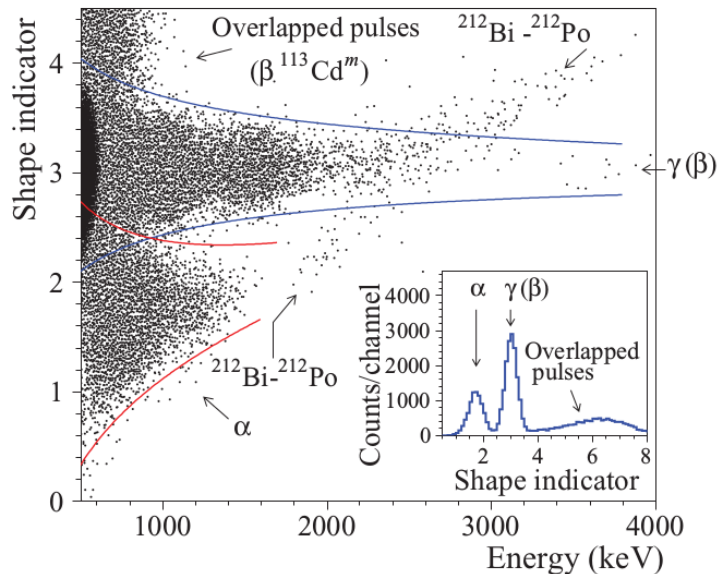 Shape indicator
4
3
2
1
0
Overlapped pulses
(β ¹¹³Cdᵐ)
²¹²Bi -²¹²Po
γ (β)
²¹²Bi-²¹²Po
α
1000
2000
3000
4000
Energy (keV)
Counts/channel
4000
3000
2000
1000
0
α
γ (β)
Overlapped
pulses
2
4
6
8
Shape indicator